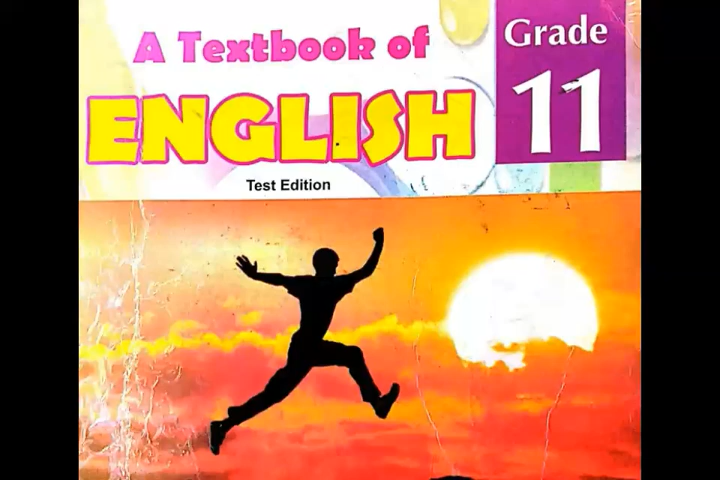 A Textbook of
ENGLISH
Test Edition
Grade
11